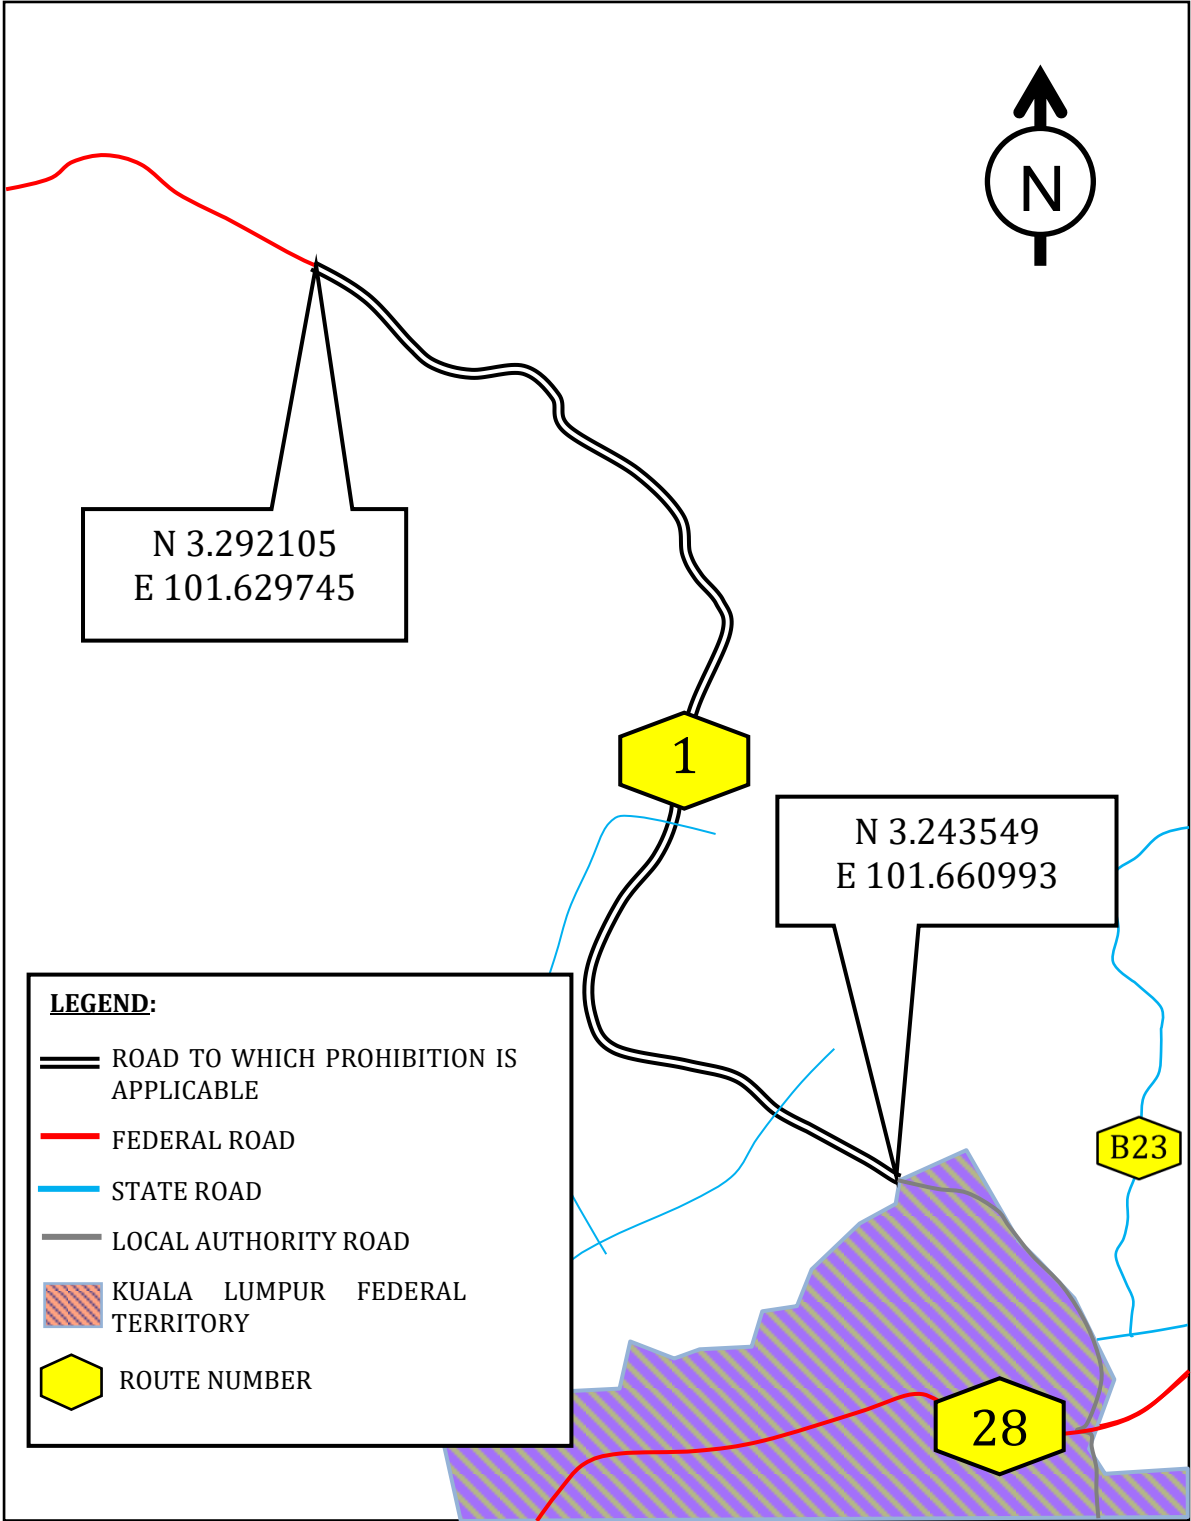 N
N 3.292105
E 101.629745
1
N 3.243549
E 101.660993
LEGEND:
ROAD TO WHICH PROHIBITION IS
APPLICABLE
FEDERAL ROAD
STATE ROAD
LOCAL AUTHORITY ROAD
KUALA LUMPUR FEDERAL
TERRITORY
ROUTE NUMBER
B23
28